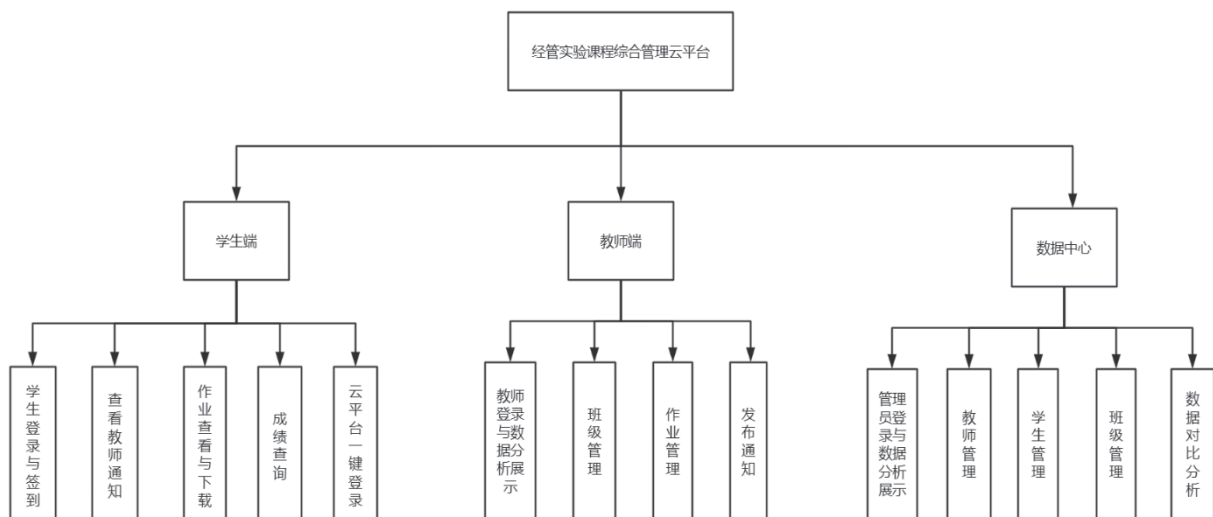 经管实验课程综合管理云平台
学生端
教师端
数据中心
学生登录与签到
查看教师通知
作业查看与下载
成绩查询
云平台一键登录
教师
登录
与数
据分
析展
示
班级管理
作业管理
发布通知
管理
员登
录与
数据
分析
展示
教师管理
学生管理
班级管理
数据对比分析